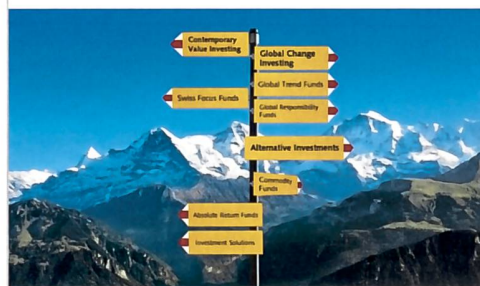 Contemporary
Value Investing
Global Change
Investing
Global Trend Funds
Swiss Focus Funds
Global Responsibility
Funds
Alternative Investments
Commodity
Funds
Absolute Return Funds
Investment Solutions